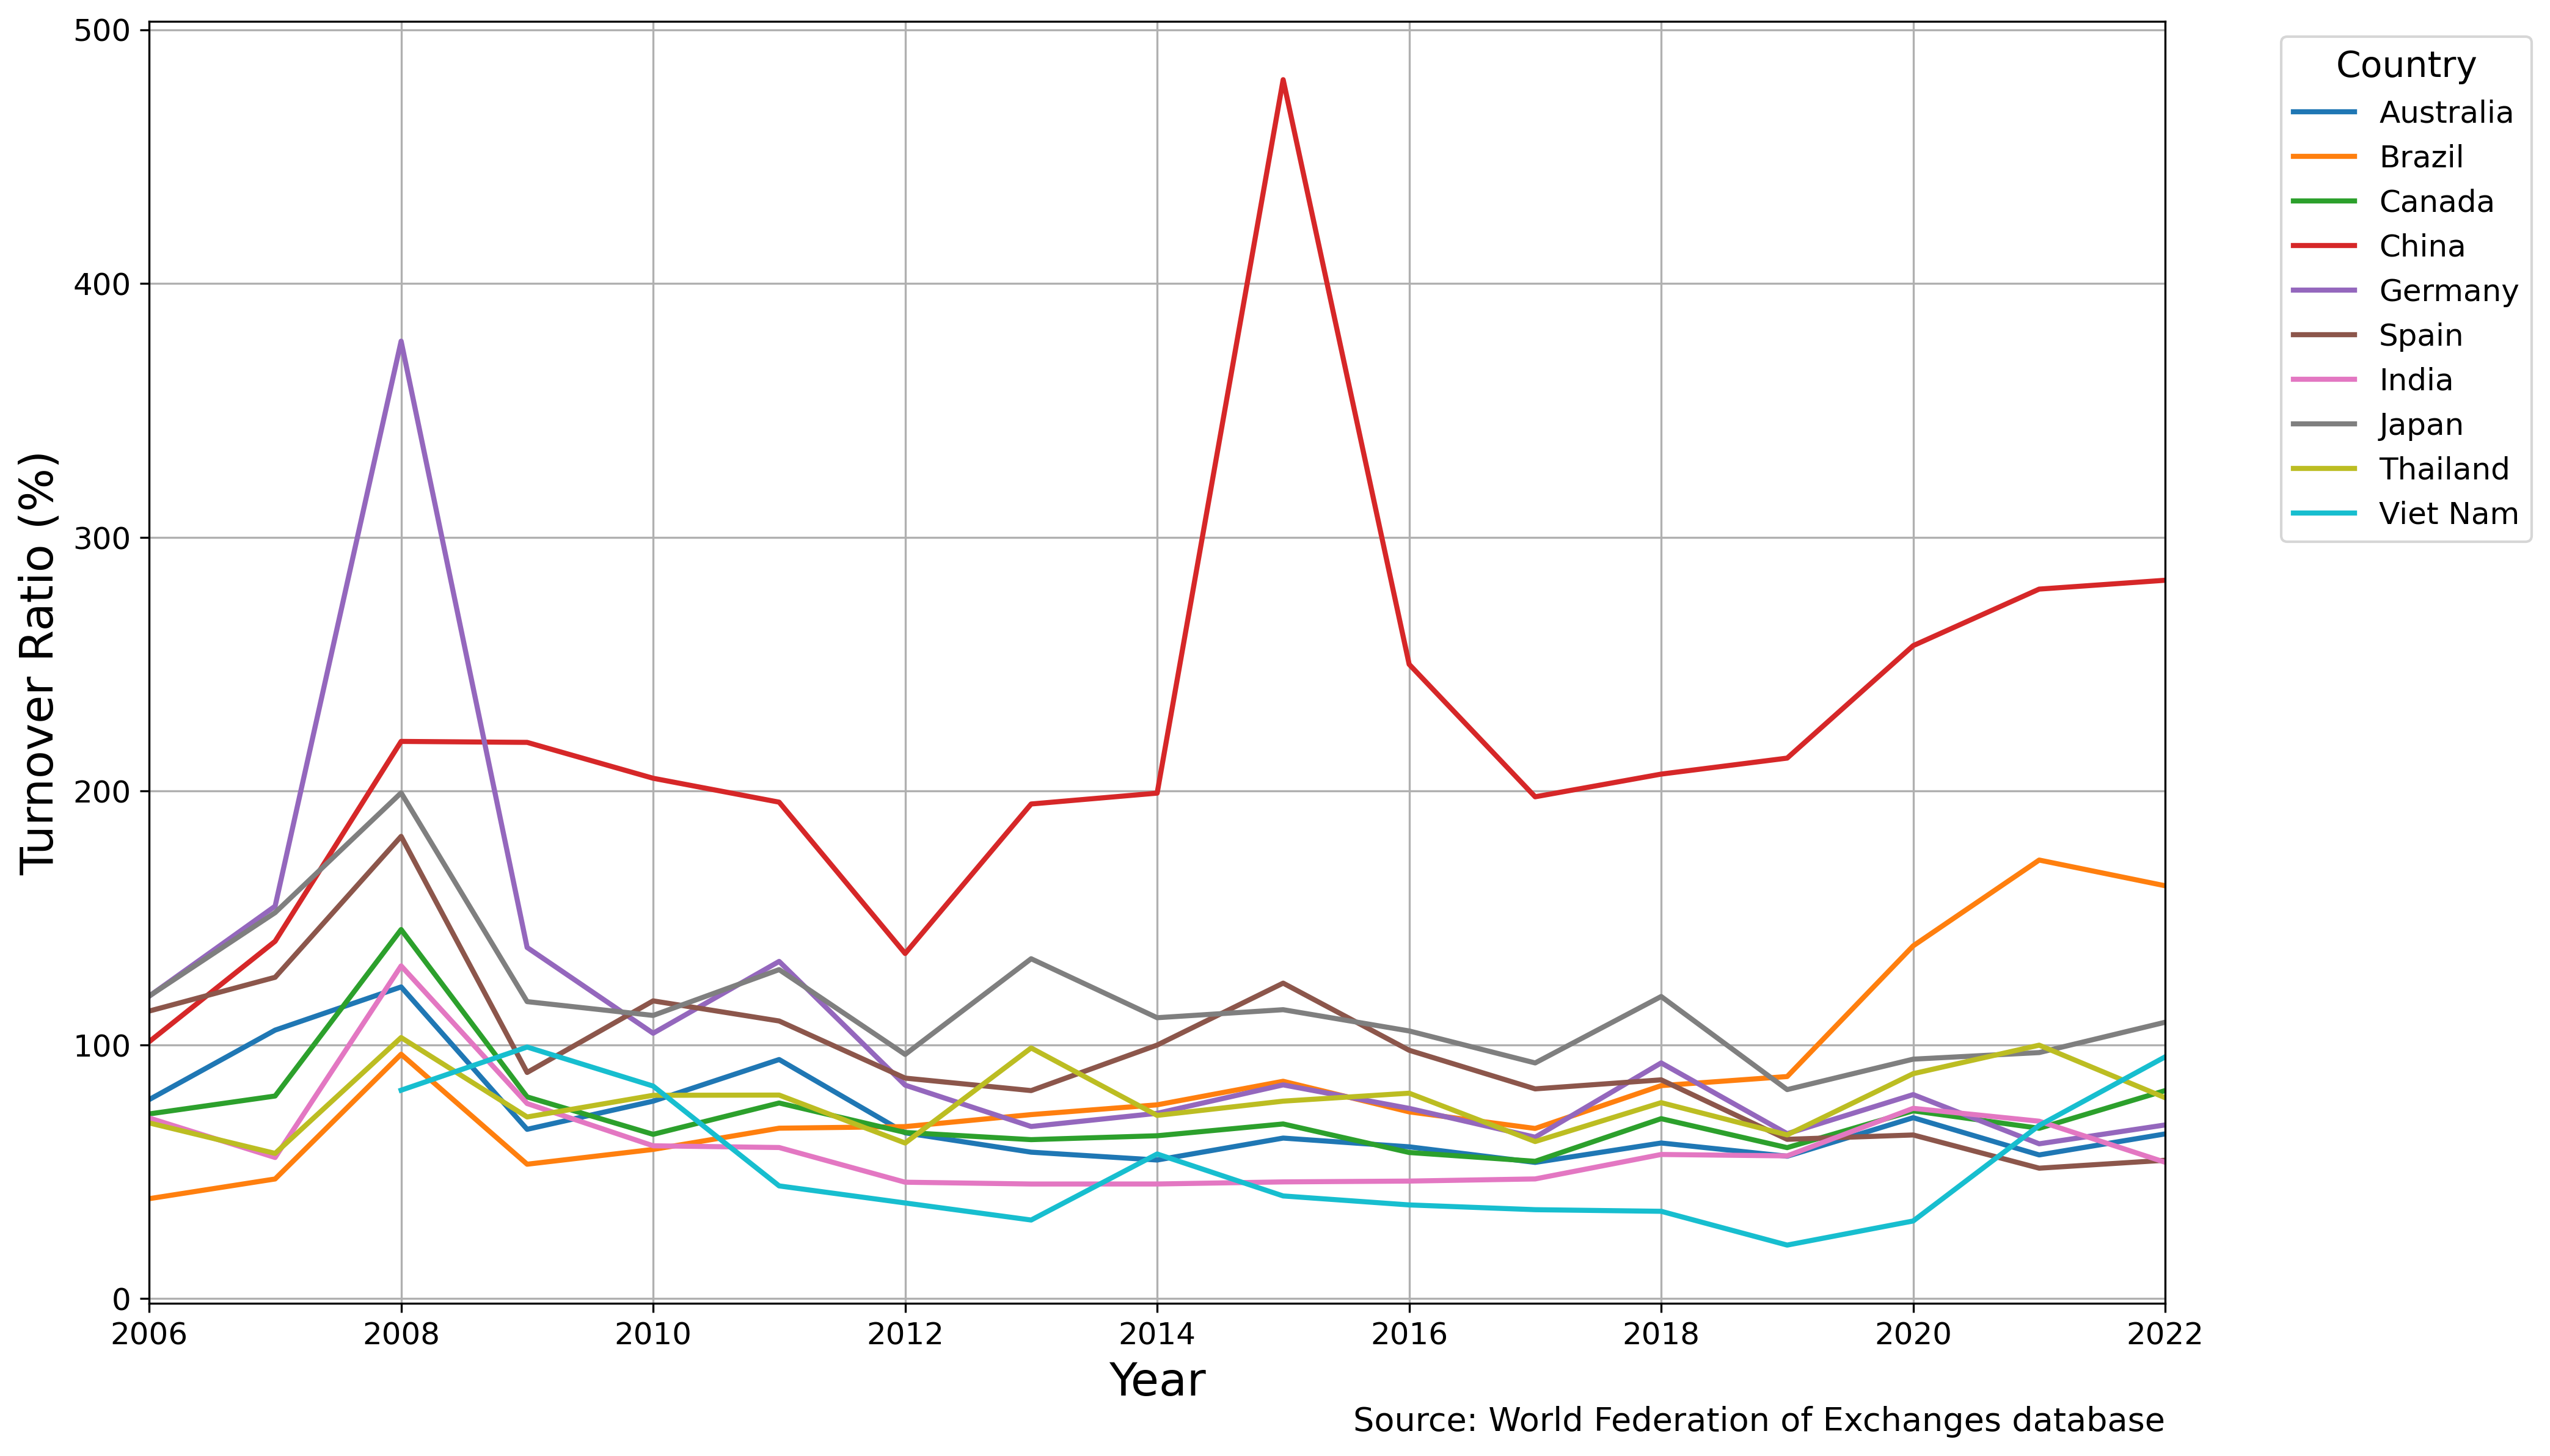 500
400
300
200
100
0
Turnover Ratio (%)
2006 2008 2010 2012 2014 2016 2018 2020 2022
Year
Source: World Federation of Exchanges database
Country
Australia
Brazil
Canada
China
Germany
Spain
India
Japan
Thailand
Viet Nam